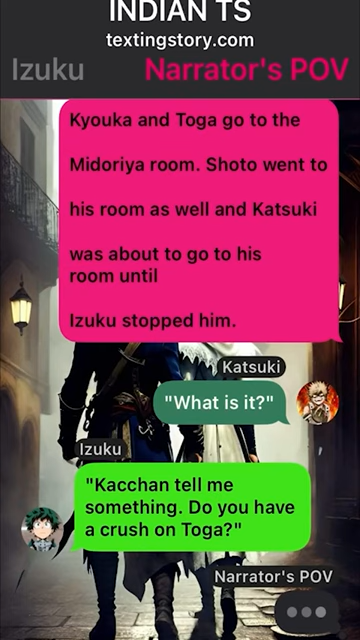 INDIAN TS
textingstory.com
Izuku
Narrator's POV
Kyouka and Toga go to the
Midoriya room. Shoto went to
his room as well and Katsuki
was about to go to his
room until
Izuku stopped him.
Katsuki
"What is it?"
Izuku
"Kacchan tell me
something. Do you have
a crush on Toga?"
Narrator's POV